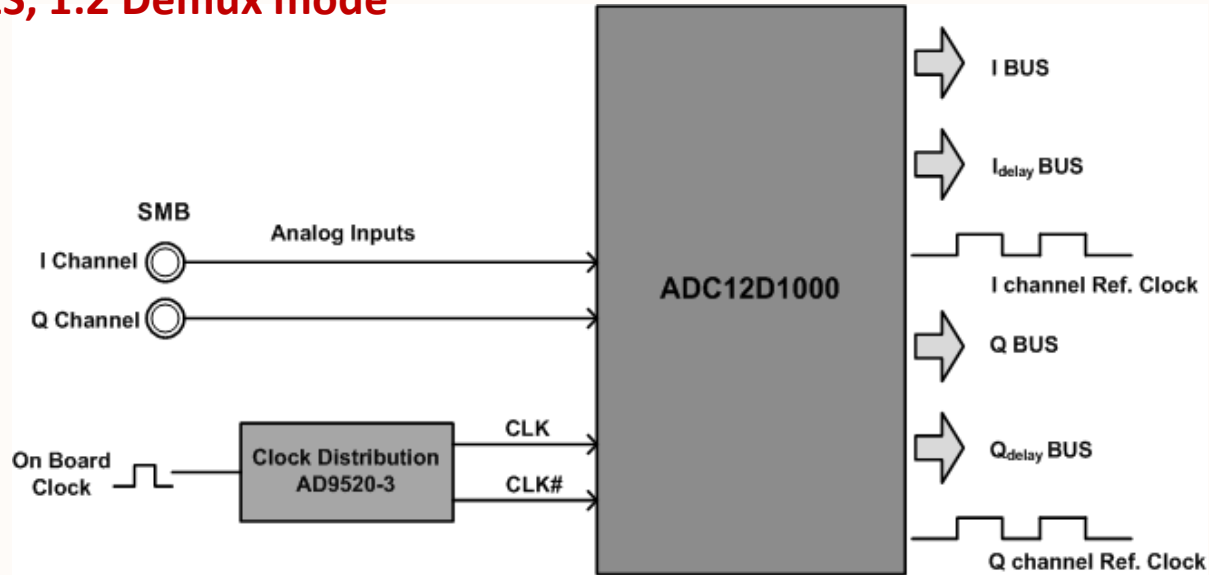 1:2 Demux mode
I BUS
Idelay BUS
SMB
Analog Inputs
I Channel
I channel Ref. Clock
ADC12D1000
Q Channel
Q BUS
CLK
Clock Distribution
AD9520-3
Qdelay BUS
On Board
Clock
CLK#
Q channel Ref. Clock